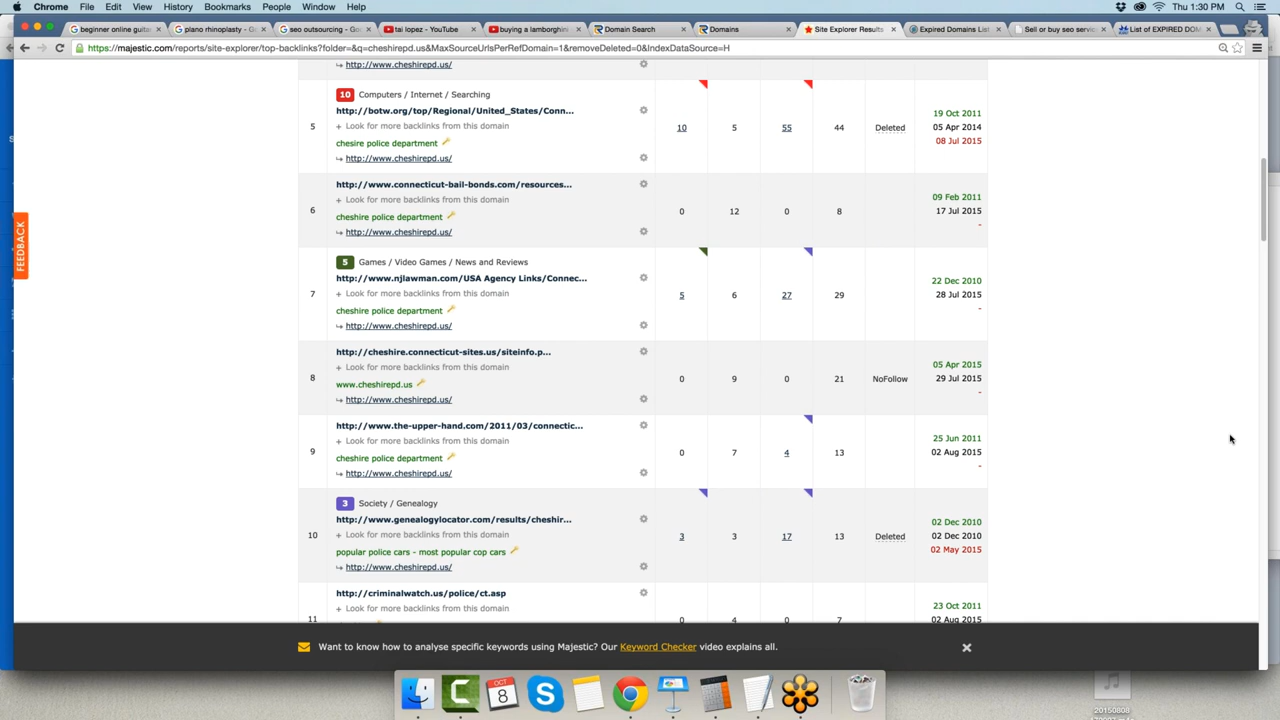 Chrome File Edit View History Bookmarks People Window Help Thu 1:30 PM
beginner online guita piano rhinoplasty - Go seo outsourcing - Goo tai lopez - YouTube buying a lamborghini Domain Search Domains Site Explorer Results Expired Domains List Sell or buy seo service List of EXPIRED DOM
https://majestic.com/reports/site-explorer/top-backlinks?folder=&q=cheshirepd.us&MaxSourceUrlsPerRefDomain=1&removeDeleted=0&IndexDataSource=H
http://www.cheshirepd.us/
10 Computers / Internet / Searching
http://botw.org/top/Regional/United_States/Conn...
+ Look for more backlinks from this domain
chesire police department
http://www.cheshirepd.us/
5 10 5 55 44 Deleted
19 Oct 2011
05 Apr 2014
08 Jul 2015
http://www.connecticut-bail-bonds.com/resources...
+ Look for more backlinks from this domain
cheshire police department
http://www.cheshirepd.us/
6 0 12 0 8
09 Feb 2011
17 Jul 2015
-
5 Games / Video Games / News and Reviews
http://www.njlawman.com/USA Agency Links/Connec...
+ Look for more backlinks from this domain
cheshire police department
http://www.cheshirepd.us/
7 5 6 27 29
22 Dec 2010
28 Jul 2015
-
http://cheshire.connecticut-sites.us/siteinfo.p...
+ Look for more backlinks from this domain
www.cheshirepd.us
http://www.cheshirepd.us/
8 0 9 0 21 NoFollow
05 Apr 2015
29 Jul 2015
-
http://www.the-upper-hand.com/2011/03/connectic...
+ Look for more backlinks from this domain
cheshire police department
http://www.cheshirepd.us/
9 0 7 4 13
25 Jun 2011
02 Aug 2015
-
3 Society / Genealogy
http://www.genealogylocator.com/results/cheshir...
+ Look for more backlinks from this domain
popular police cars - most popular cop cars
http://www.cheshirepd.us/
10 3 3 17 13 Deleted
02 Dec 2010
02 Dec 2010
02 May 2015
http://criminalwatch.us/police/ct.asp
+ Look for more backlinks from this domain
11 0 4 0 7
23 Oct 2011
02 Aug 2015
FEEDBACK
Want to know how to analyse specific keywords using Majestic? Our Keyword Checker video explains all.
OCT
8
20150808